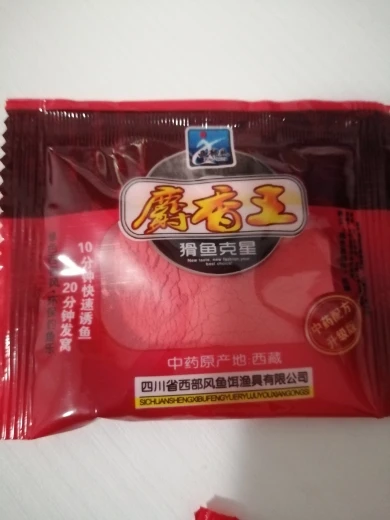 麝香王
猾鱼克星
10分钟快速诱鱼
20分钟发窝
中药配方
升级版
中药原产地:西藏
四川省西部风鱼饵渔具有限公司
SICHUANSHENGXIBUFENGYUERYUJUYOUXIANGONGSI